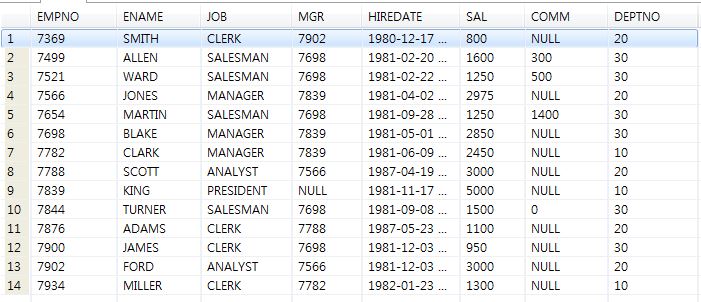 EMPNO ENAME JOB MGR HIREDATE SAL COMM DEPTNO
1 7369 SMITH CLERK 7902 1980-12-17 ... 800 NULL 20
2 7499 ALLEN SALESMAN 7698 1981-02-20 ... 1600 300 30
3 7521 WARD SALESMAN 7698 1981-02-22 ... 1250 500 30
4 7566 JONES MANAGER 7839 1981-04-02 ... 2975 NULL 20
5 7654 MARTIN SALESMAN 7698 1981-09-28 ... 1250 1400 30
6 7698 BLAKE MANAGER 7839 1981-05-01 ... 2850 NULL 30
7 7782 CLARK MANAGER 7839 1981-06-09 ... 2450 NULL 10
8 7788 SCOTT ANALYST 7566 1987-04-19 ... 3000 NULL 20
9 7839 KING PRESIDENT NULL 1981-11-17 ... 5000 NULL 10
10 7844 TURNER SALESMAN 7698 1981-09-08 ... 1500 0 30
11 7876 ADAMS CLERK 7788 1987-05-23 ... 1100 NULL 20
12 7900 JAMES CLERK 7698 1981-12-03 ... 950 NULL 30
13 7902 FORD ANALYST 7566 1981-12-03 ... 3000 NULL 20
14 7934 MILLER CLERK 7782 1982-01-23 ... 1300 NULL 10